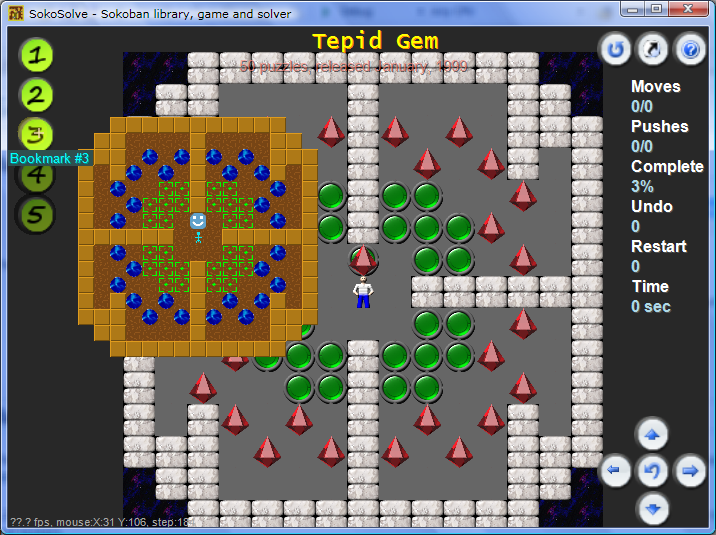 SokoSolve - Sokoban library, game and solver
Tepid Gem
50 puzzles, released January, 1999
1
2
3
Bookmark #3
4
5
Moves
0/0
Pushes
0/0
Complete
3%
Undo
0
Restart
0
Time
0 sec
??.? fps, mouse:X:31 Y:106, step:18